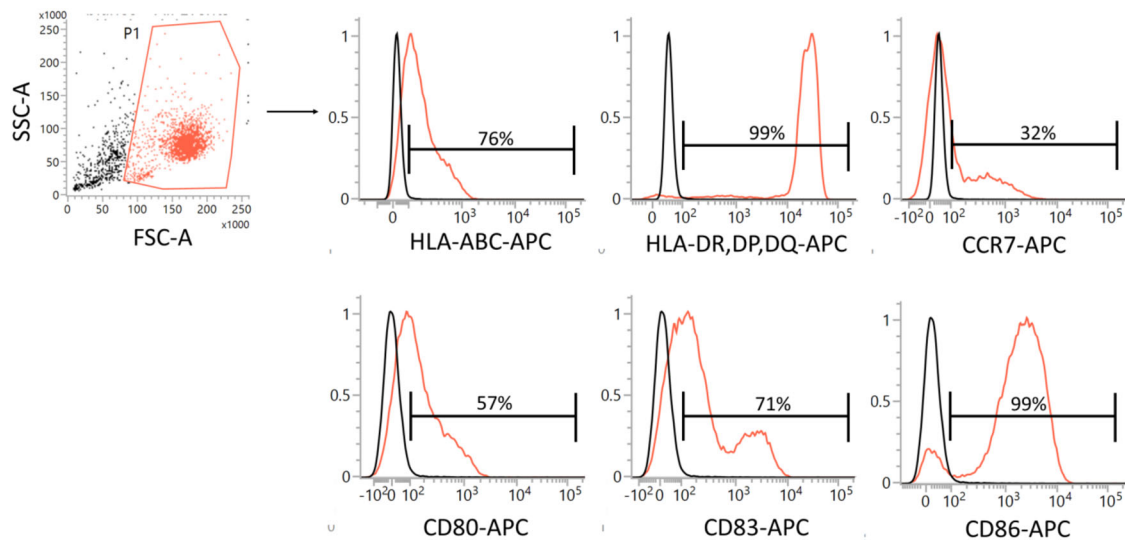 x1000
P1
250
200
150
100
50
0
SSC-A
0 50 100 150 200 250
x1000
FSC-A
1
0.5
0
76%
0 10³ 10⁴ 10⁵
HLA-ABC-APC
1
0.5
0
99%
0 10² 10³ 10⁴ 10⁵
HLA-DR,DP,DQ-APC
1
0.5
0
32%
-10² 0 10² 10³ 10⁴ 10⁵
CCR7-APC
1
0.5
0
57%
-10² 10² 10³ 10⁴ 10⁵
CD80-APC
1
0.5
0
71%
-10² 0 10² 10³ 10⁴ 10⁵
CD83-APC
1
0.5
0
99%
0 10² 10³ 10⁴ 10⁵
CD86-APC